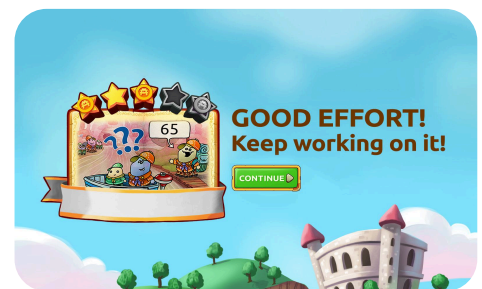 ???
65
GOOD EFFORT!
Keep working on it!
CONTINUE